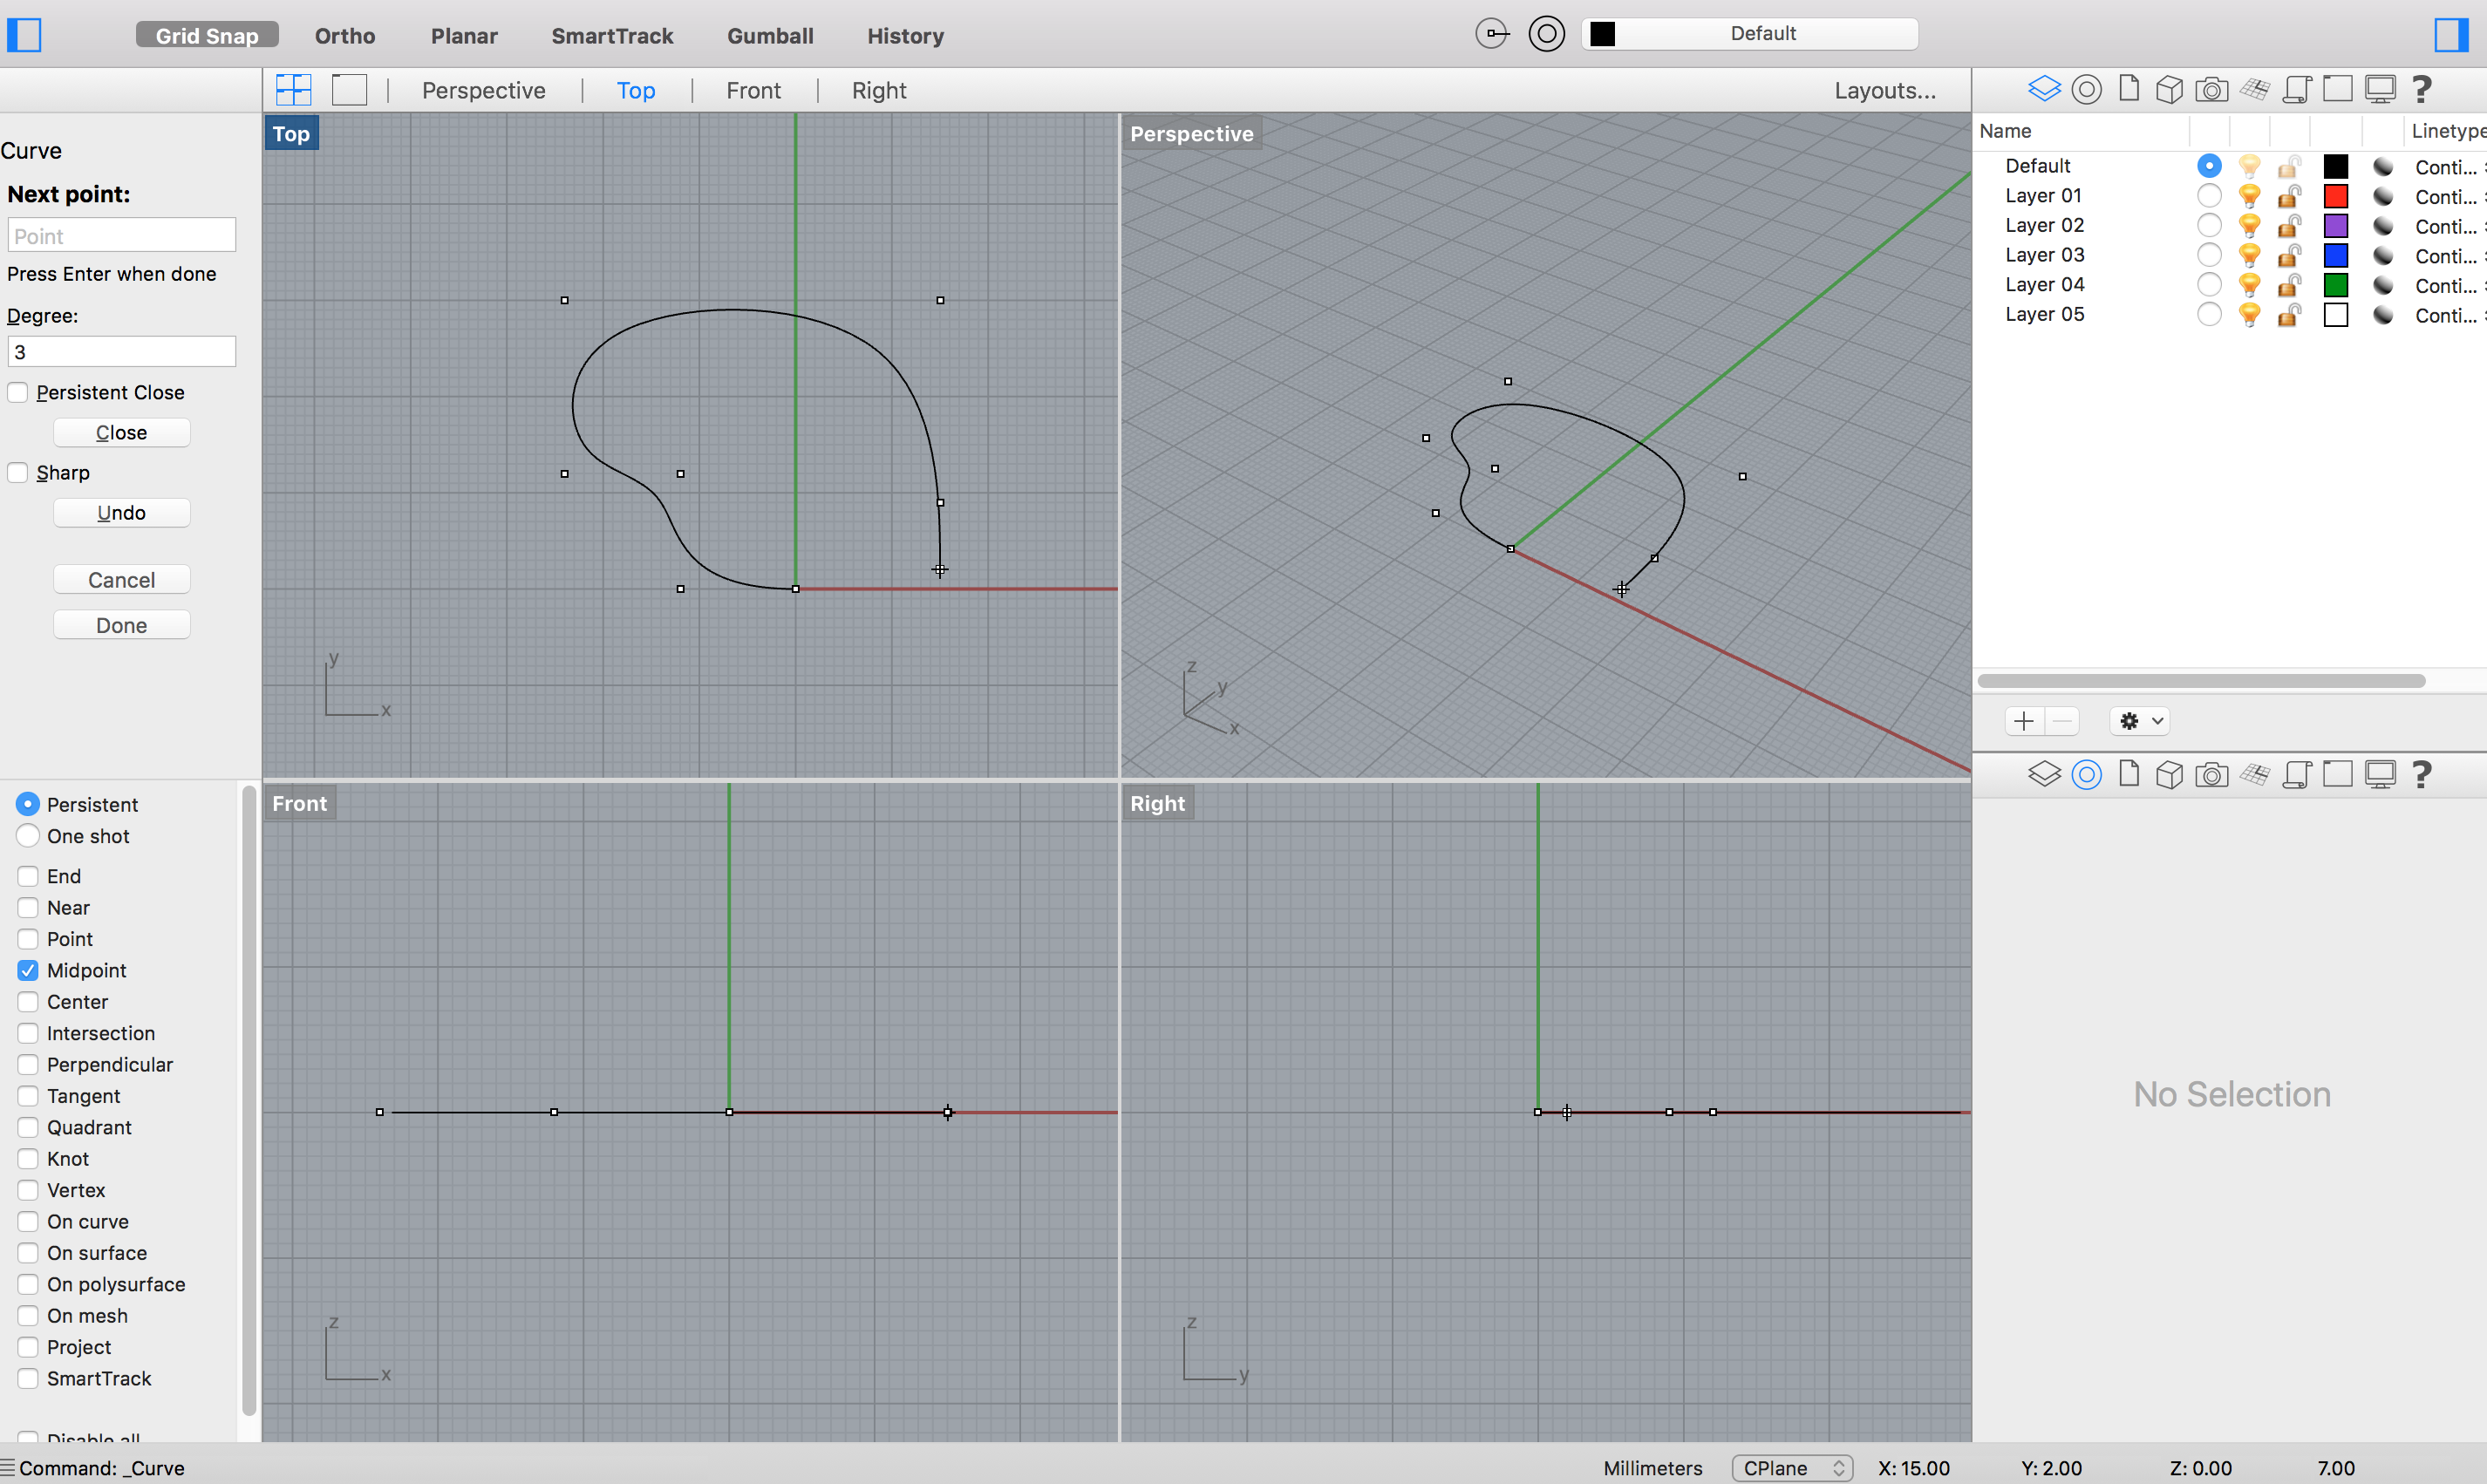 Grid Snap Ortho Planar SmartTrack Gumball History Default
Perspective Top Front Right Layouts...
Curve
Next point:
Point
Press Enter when done
Degree:
3
Persistent Close
Close
Sharp
Undo
Cancel
Done
Persistent
One shot
End
Near
Point
Midpoint
Center
Intersection
Perpendicular
Tangent
Quadrant
Knot
Vertex
On curve
On surface
On polysurface
On mesh
Project
SmartTrack
Disable all
Top
y
x
Perspective
z
y
x
Front
z
x
Right
z
y
Name Linetype
Default Conti...
Layer 01 Conti...
Layer 02 Conti...
Layer 03 Conti...
Layer 04 Conti...
Layer 05 Conti...
No Selection
Command: _Curve Millimeters CPlane X: 15.00 Y: 2.00 Z: 0.00 7.00